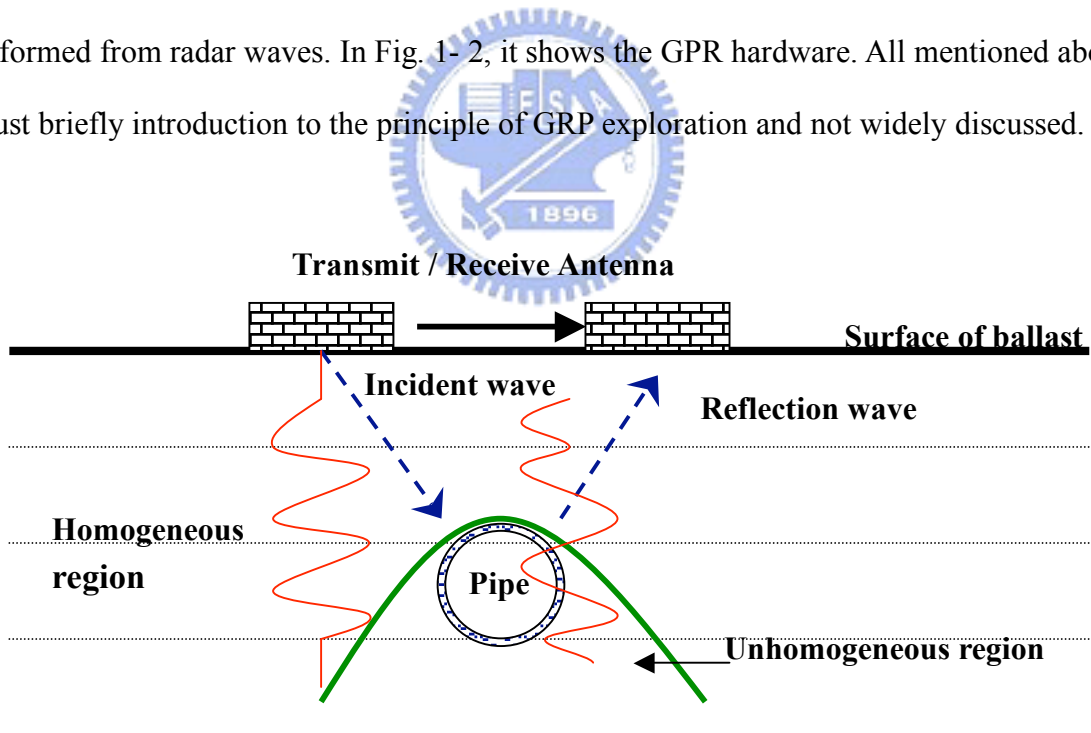 formed from radar waves. In Fig. 1- 2, it shows the GPR hardware. All mentioned
ust briefly introduction to the principle of GRP exploration and not widely discussed.
E S A
1896
Transmit / Receive Antenna
Surface of ballast
Incident wave
Reflection wave
Homogeneous
region
Pipe
Unhomogeneous region